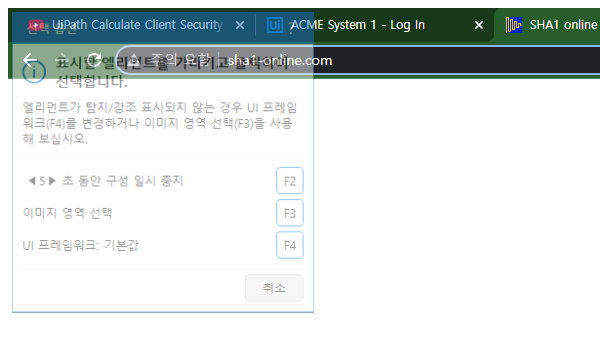 UiPath Calculate Client Security
ACME System 1 - Log In
SHA1 online
선택 옵션
?
주의 요함
sha1-online.com
표시한 엘리먼트를 가리키고 클릭하여
선택합니다.
엘리먼트가 탐지/강조 표시되지 않는 경우 UI 프레임
워크(F4)를 변경하거나 이미지 영역 선택(F3)을 사용
해 보십시오.
◀ 5 ▶ 초 동안 구성 일시 중지
F2
이미지 영역 선택
F3
UI 프레임워크: 기본값
F4
취소